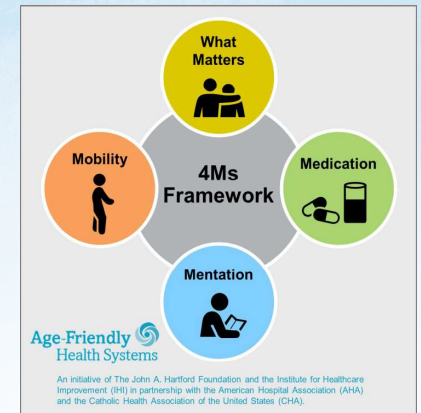 What
Matters
Mobility
4Ms
Framework
Medication
Mentation
Age-Friendly
Health Systems
An initiative of The John A. Hartford Foundation and the Institute for Healthcare
Improvement (IHI) in partnership with the American Hospital Association (AHA)
and the Catholic Health Association of the United States (CHA).